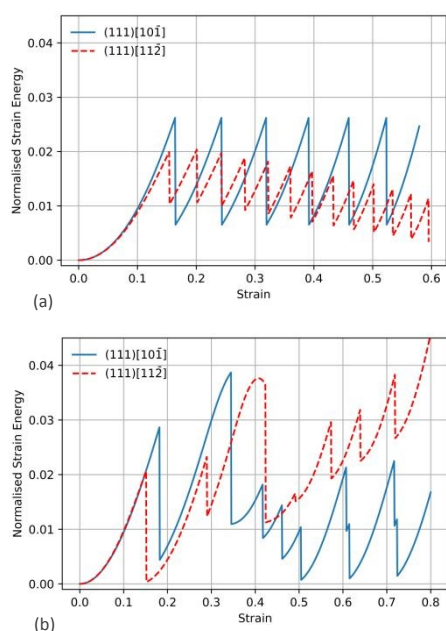 0.04
0.03
0.02
0.01
0.00
Normalised Strain Energy
(111)[101̄]
(111)[112̄]
0.0 0.1 0.2 0.3 0.4 0.5 0.6
Strain
(a)
0.04
0.03
0.02
0.01
0.00
Normalised Strain Energy
(111)[101̄]
(111)[112̄]
0.0 0.1 0.2 0.3 0.4 0.5 0.6 0.7 0.8
Strain
(b)